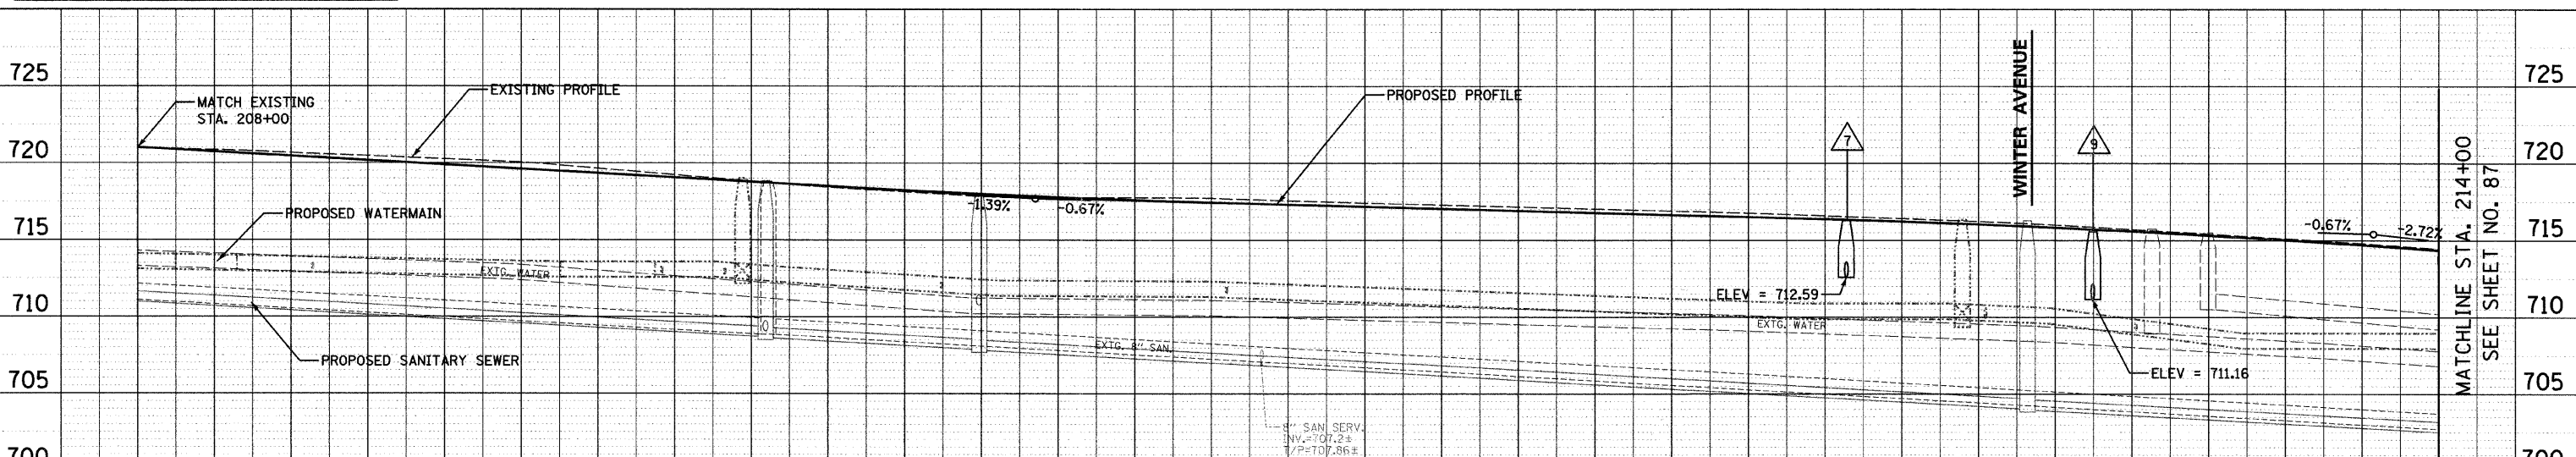 725
725
EXISTING PROFILE
MATCH EXISTING
STA. 208+00
PROPOSED PROFILE
WINTER AVENUE
7
9
720
720
MATCHLINE STA. 214+00
SEE SHEET NO. 87
PROPOSED WATERMAIN
-1.39%
-0.67%
-0.67%
-2.72%
715
715
EXTG. WATER
ELEV = 712.59
710
710
EXTG. WATER
EXTG. 8" SAN.
PROPOSED SANITARY SEWER
ELEV = 711.16
705
705
8" SAN SERV.
INV.=707.2±
T/P=707.86±
700
700